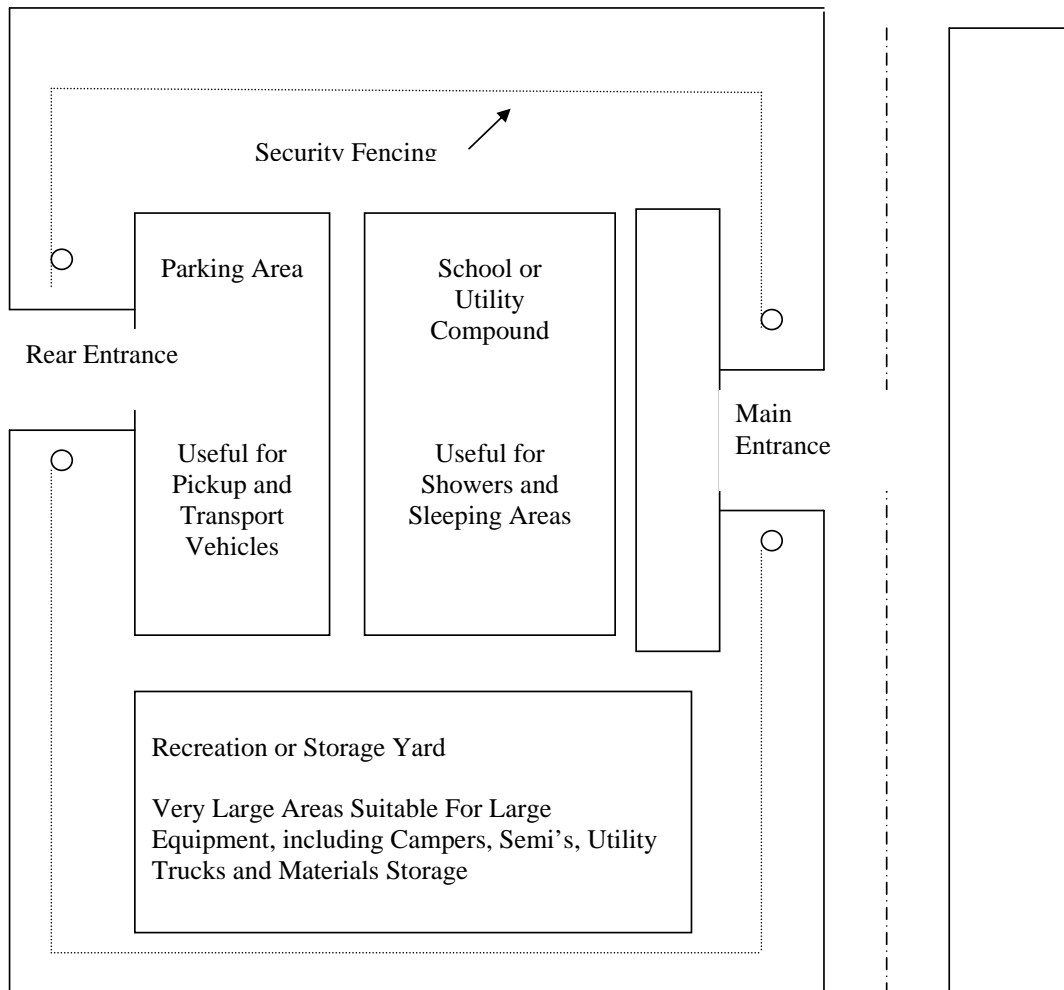 Security Fencing
Parking Area
School or
Utility
Compound
Rear Entrance
Main
Entrance
Useful for
Pickup and
Transport
Vehicles
Useful for
Showers and
Sleeping Areas
Recreation or Storage Yard
Very Large Areas Suitable For Large
Equipment, including Campers, Semi's, Utility
Trucks and Materials Storage